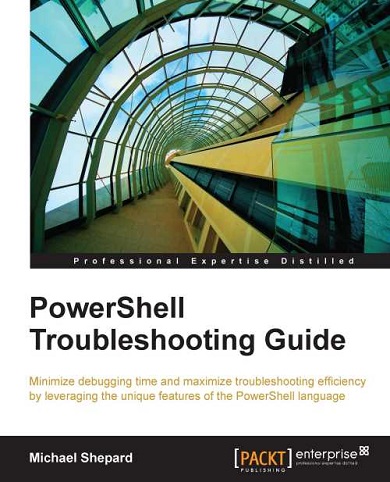 Professional Expertise Distilled
PowerShell
Troubleshooting Guide
Minimize debugging time and maximize troubleshooting efficiency
by leveraging the unique features of the PowerShell language
Michael Shepard
[PACKT] enterprise
PUBLISHING professional expertise distilled